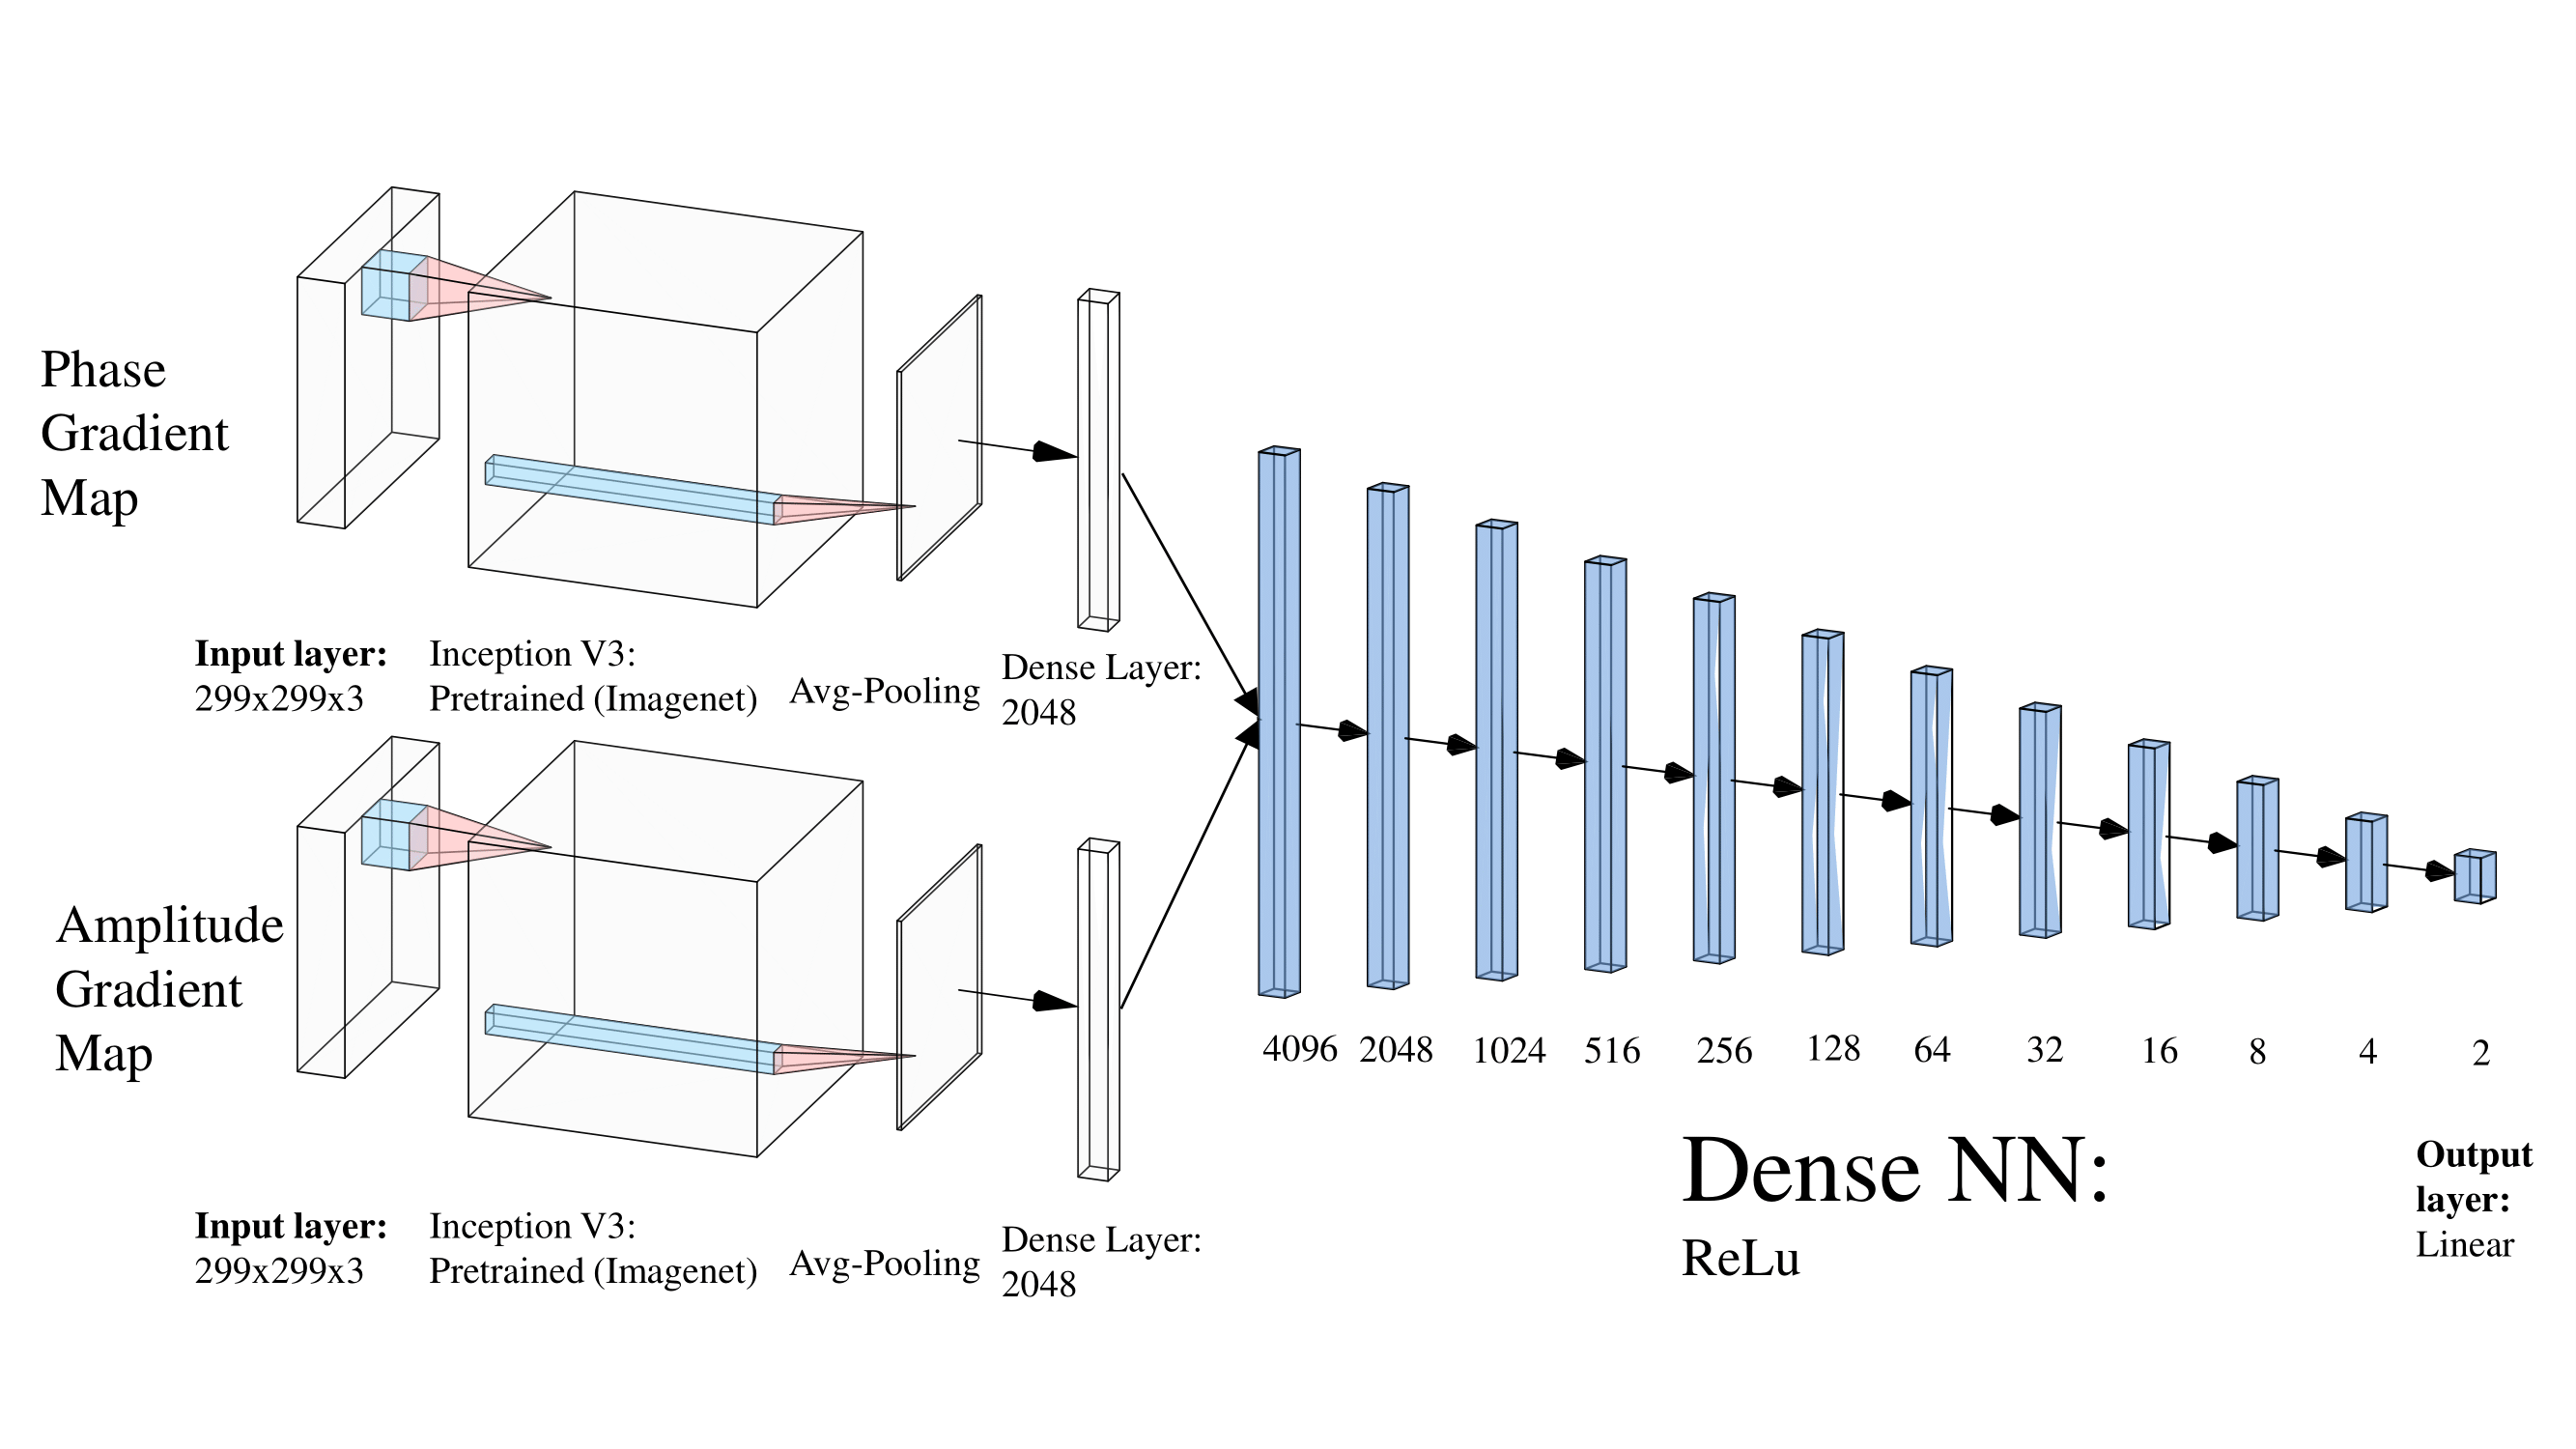 Phase
Gradient
Map
Input layer:
299x299x3
Inception V3:
Pretrained (Imagenet)
Avg-Pooling
Dense Layer:
2048
Amplitude
Gradient
Map
Input layer:
299x299x3
Inception V3:
Pretrained (Imagenet)
Avg-Pooling
Dense Layer:
2048
4096 2048 1024 516 256 128 64 32 16 8 4 2
Dense NN:
ReLu
Output
layer:
Linear